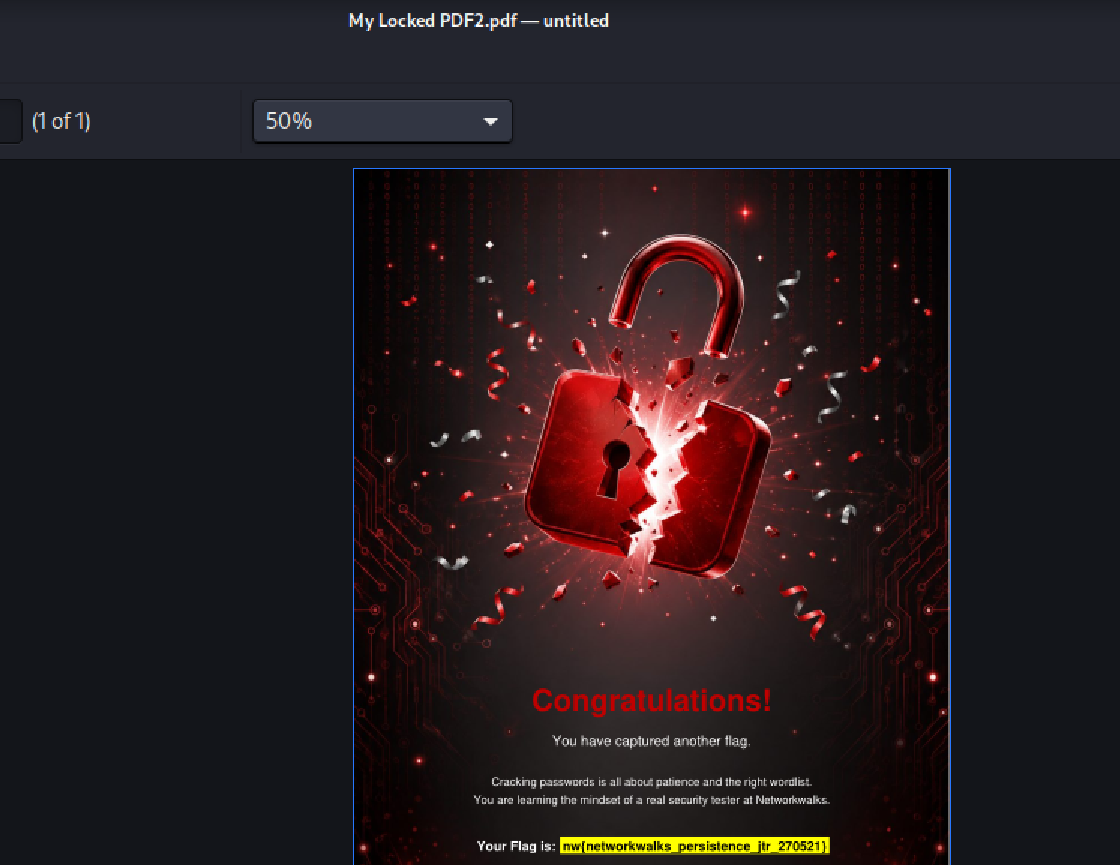 My Locked PDF2.pdf — untitled
(1 of 1)
50%
Congratulations!
You have captured another flag.
Cracking passwords is all about patience and the right wordlist.
You are learning the mindset of a real security tester at Networkwalks.
Your Flag is: nw{networkwalks_persistence_jtr_270521}